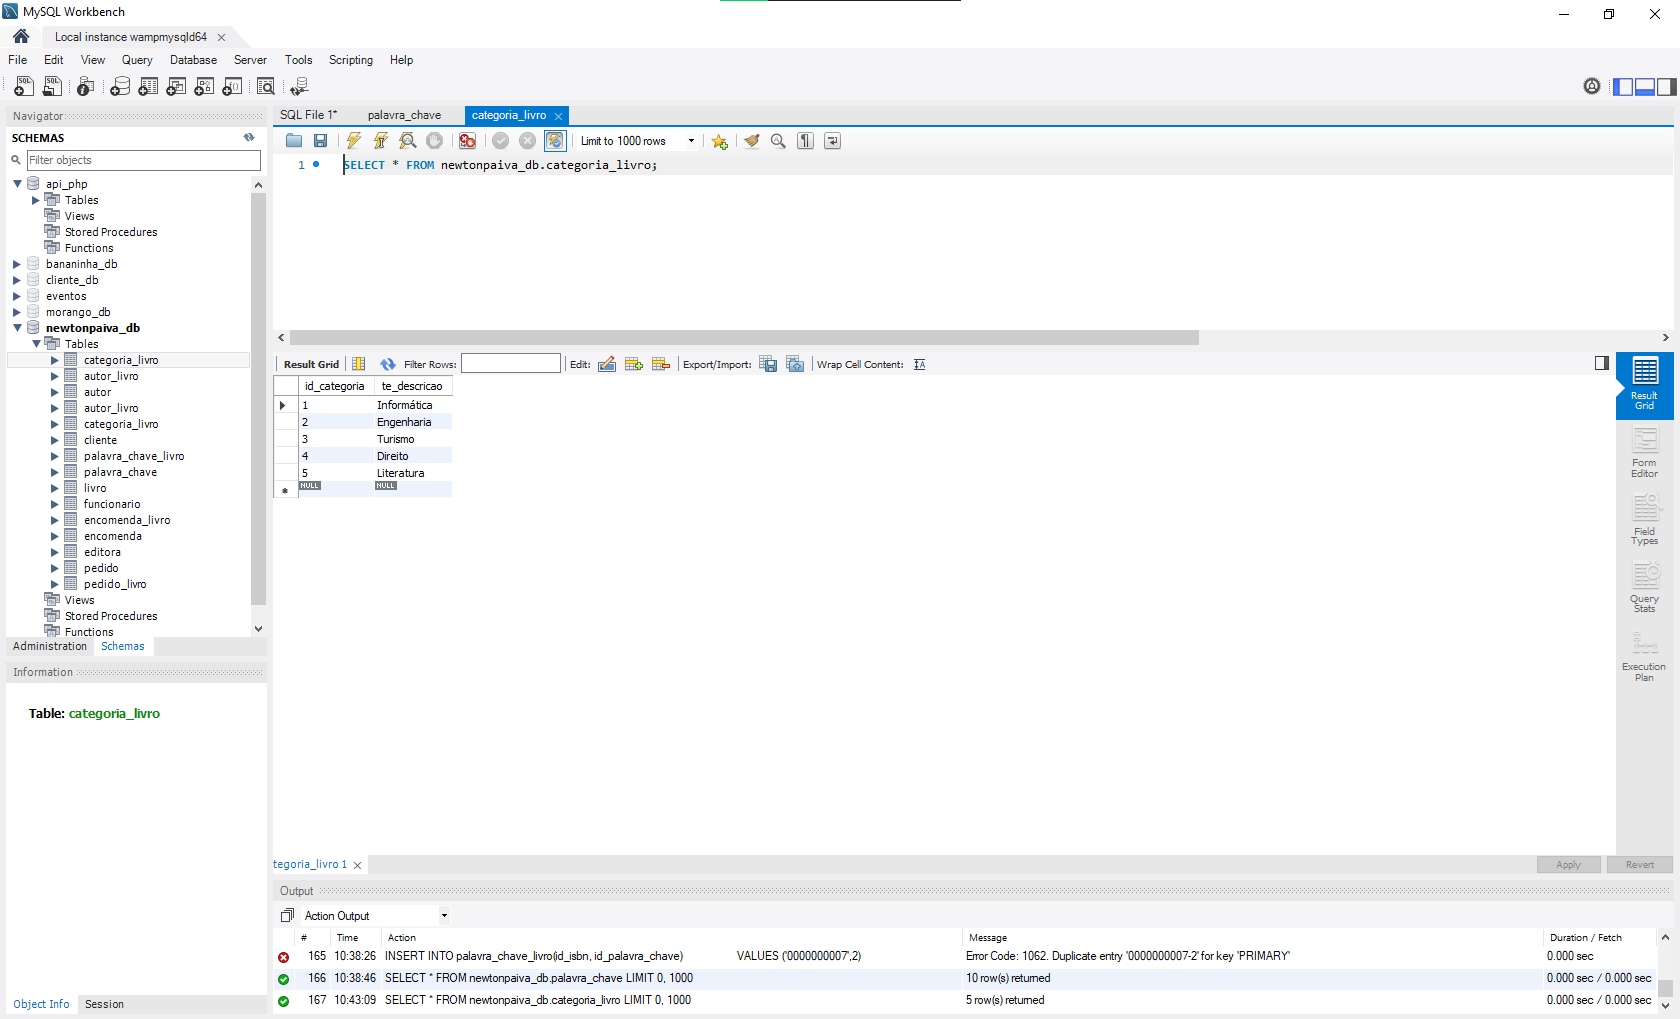 MySQL Workbench
Local instance wampmysqld64
File Edit View Query Database Server Tools Scripting Help
Navigator
SCHEMAS
Filter objects
api_php
Tables
Views
Stored Procedures
Functions
bananinha_db
cliente_db
eventos
morango_db
newtonpaiva_db
Tables
categoria_livro
autor_livro
autor
autor_livro
categoria_livro
cliente
palavra_chave_livro
palavra_chave
livro
funcionario
encomenda_livro
encomenda
editora
pedido
pedido_livro
Views
Stored Procedures
Functions
Administration Schemas
Information
Table: categoria_livro
Object Info Session
SQL File 1* palavra_chave categoria_livro
Limit to 1000 rows
1 SELECT * FROM newtonpaiva_db.categoria_livro;
Result Grid Filter Rows: Edit: Export/Import: Wrap Cell Content:
id_categoria te_descricao
1 Informática
2 Engenharia
3 Turismo
4 Direito
5 Literatura
NULL NULL
Result
Grid
Form
Editor
Field
Types
Query
Stats
Execution
Plan
tegoria_livro 1
Apply Revert
Output
Action Output
# Time Action Message Duration / Fetch
165 10:38:26 INSERT INTO palavra_chave_livro(id_isbn, id_palavra_chave) VALUES ('0000000007',2) Error Code: 1062. Duplicate entry '0000000007-2' for key 'PRIMARY' 0.000 sec
166 10:38:46 SELECT * FROM newtonpaiva_db.palavra_chave LIMIT 0, 1000 10 row(s) returned 0.000 sec / 0.000 sec
167 10:43:09 SELECT * FROM newtonpaiva_db.categoria_livro LIMIT 0, 1000 5 row(s) returned 0.000 sec / 0.000 sec